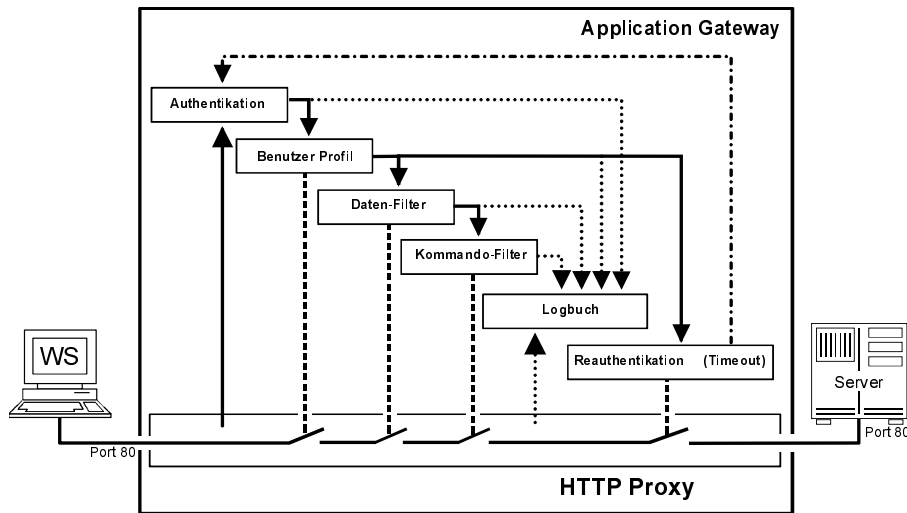 Application Gateway
Authentikation
Benutzer Profil
Daten-Filter
Kommando-Filter
Logbuch
Reauthentikation (Timeout)
WS
Server
Port 80
Port 80
HTTP Proxy